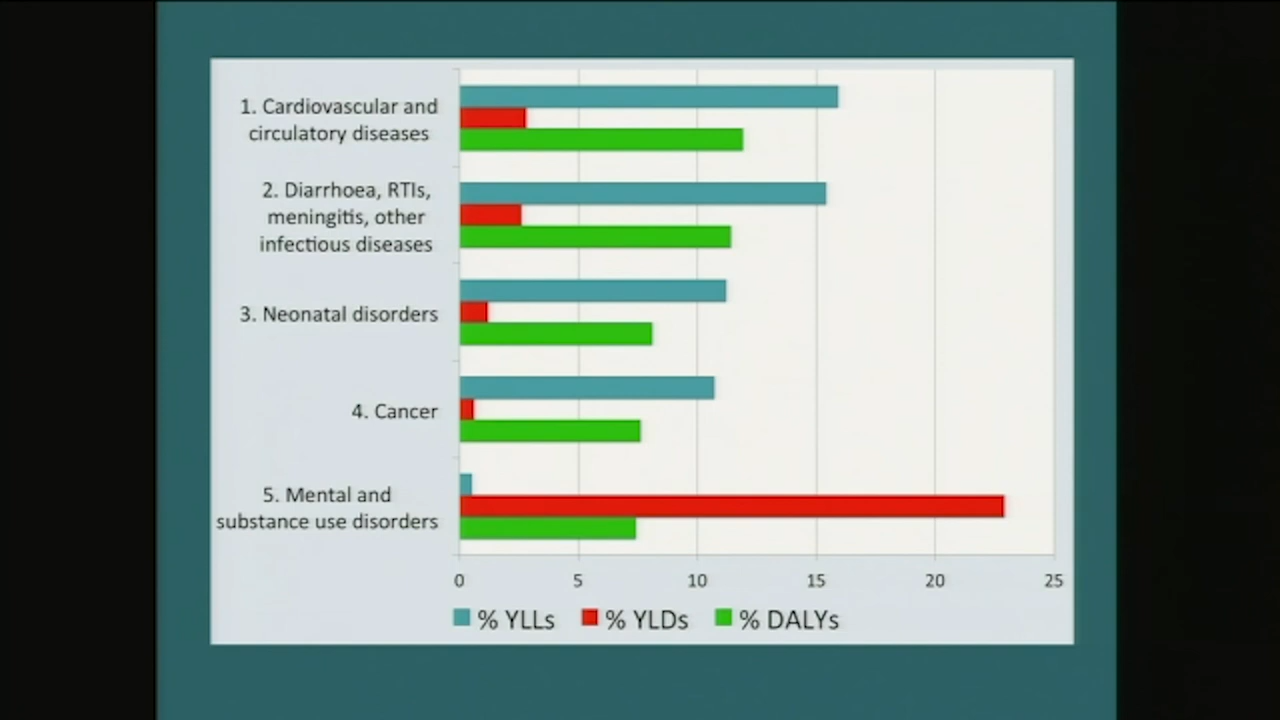 1. Cardiovascular and
circulatory diseases
2. Diarrhoea, RTIs,
meningitis, other
infectious diseases
3. Neonatal disorders
4. Cancer
5. Mental and
substance use disorders
0 5 10 15 20 25
% YLLs % YLDs % DALYs